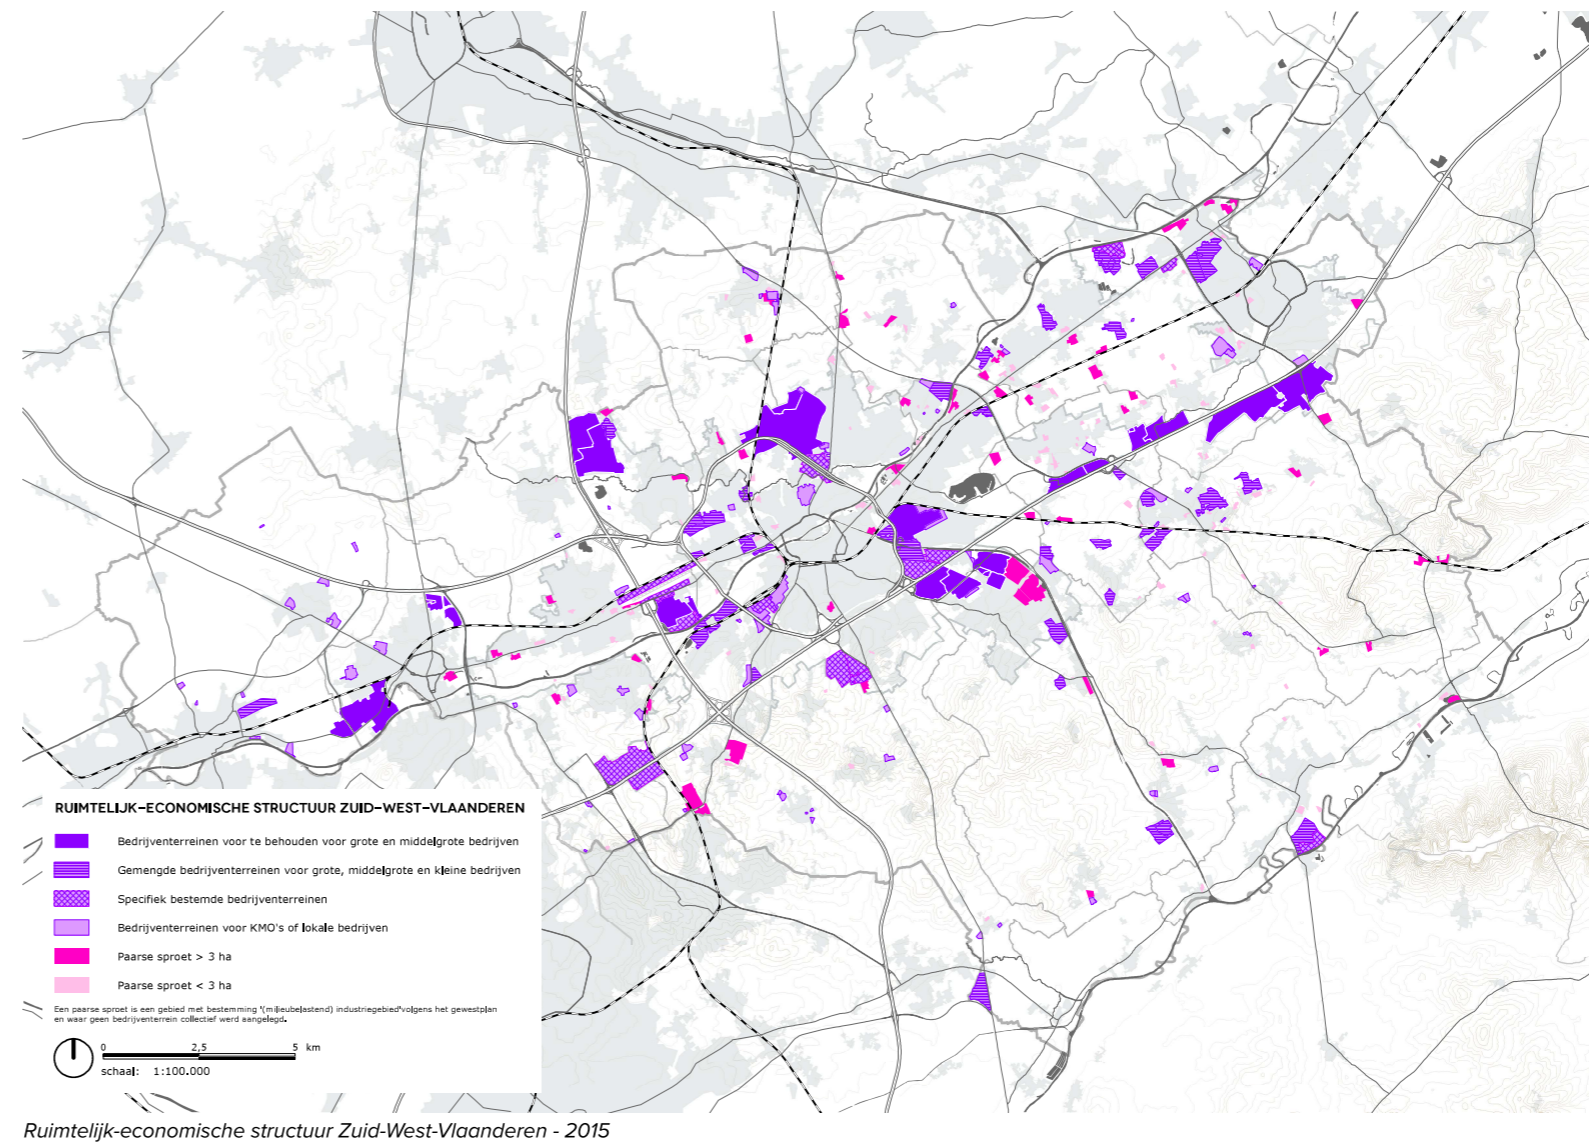 RUIMTELIJK-ECONOMISCHE STRUCTUUR ZUID-WEST-VLAANDEREN
Bedrijventerreinen voor te behouden voor grote en middelgrote bedrijven
Gemengde bedrijventerreinen voor grote, middelgrote en kleine bedrijven
Specifiek bestemde bedrijventerreinen
Bedrijventerreinen voor KMO's of lokale bedrijven
Paarse sproet > 3 ha
Paarse sproet < 3 ha
Een paarse sproet is een gebied met bestemming '(milieubelastend) industriegebied'volgens het gewestplan
en waar geen bedrijventerrein collectief werd aangelegd.
0 2,5 5 km
schaal: 1:100.000
Ruimtelijk-economische structuur Zuid-West-Vlaanderen - 2015